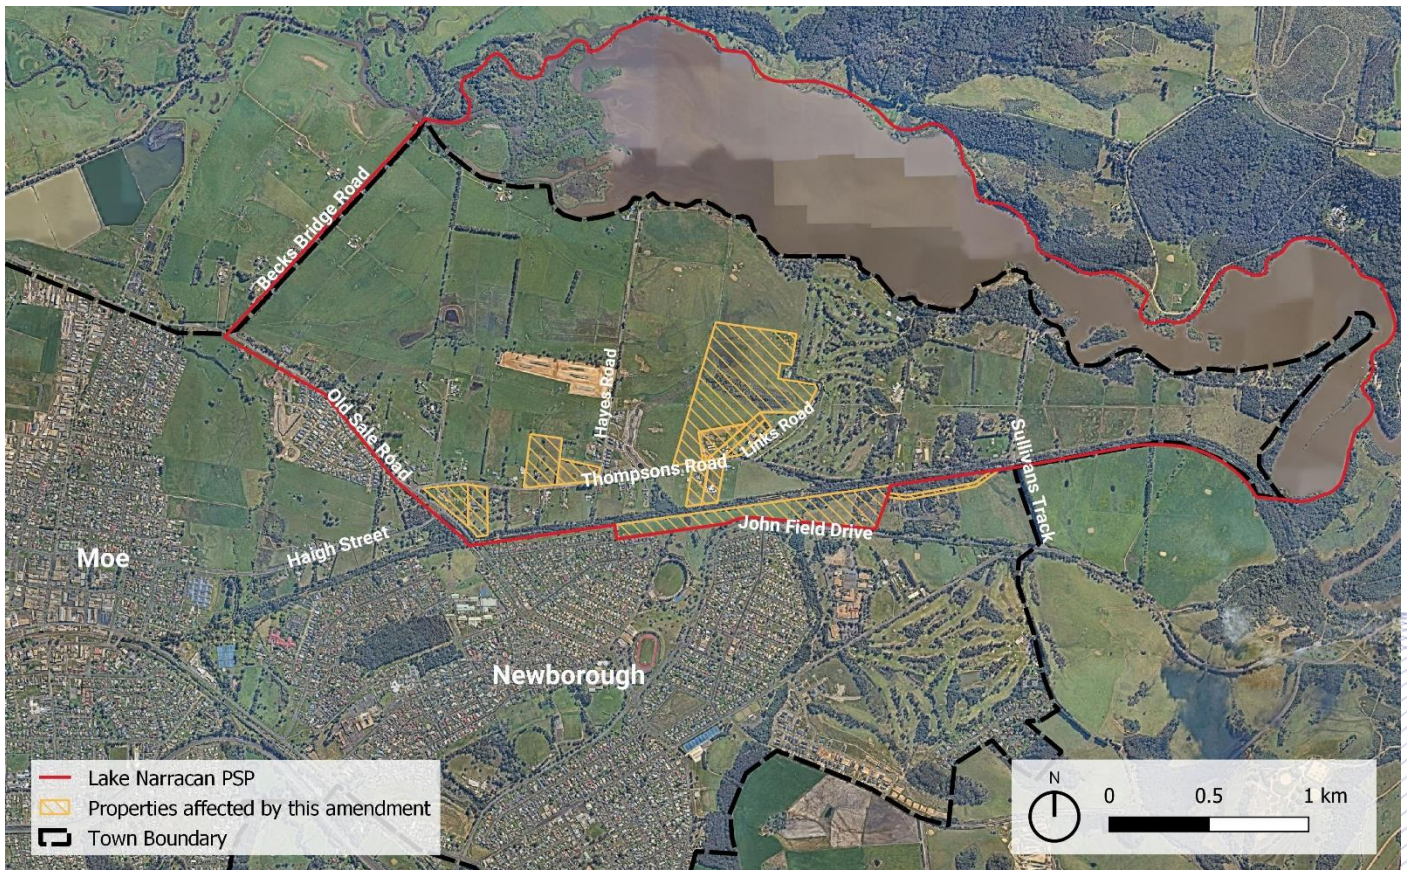 Becks Bridge Road
Old Sale Road
Hayes Road
Links Road
Thompsons Road
Sullivans Track
John Field Drive
Haigh Street
Moe
Newborough
Lake Narracan PSP
Properties affected by this amendment
Town Boundary
N
0 0.5 1 km